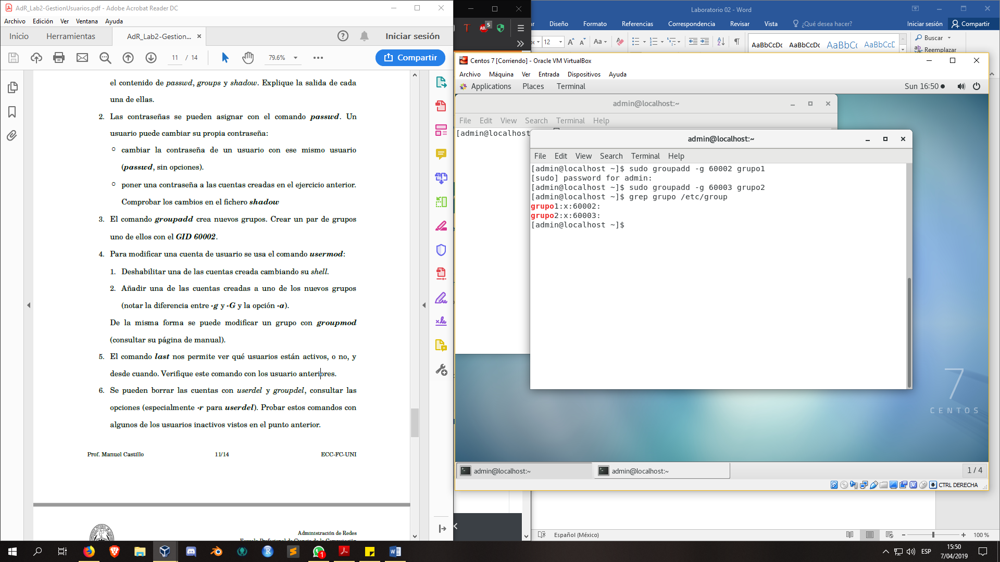 AdR_Lab2-GestionUsuarios.pdf - Adobe Acrobat Reader DC
Archivo Edición Ver Ventana Ayuda
Inicio Herramientas AdR_Lab2-Gestion... Iniciar sesión
11 / 14 79.6% Compartir
el contenido de passwd, groups y shadow. Explique la salida de cada
una de ellas.
2. Las contraseñas se pueden asignar con el comando passwd. Un
usuario puede cambiar su propia contraseña:
○ cambiar la contraseña de un usuario con ese mismo usuario
(passwd, sin opciones).
○ poner una contraseña a las cuentas creadas en el ejercicio anterior.
Comprobar los cambios en el fichero shadow
3. El comando groupadd crea nuevos grupos. Crear un par de grupos
uno de ellos con el GID 60002.
4. Para modificar una cuenta de usuario se usa el comando usermod:
1. Deshabilitar una de las cuentas creada cambiando su shell.
2. Añadir una de las cuentas creadas a uno de los nuevos grupos
(notar la diferencia entre -g y -G y la opción -a).
De la misma forma se puede modificar un grupo con groupmod
(consultar su página de manual).
5. El comando last nos permite ver qué usuarios están activos, o no, y
desde cuando. Verifique este comando con los usuario anteriores.
6. Se pueden borrar las cuentas con userdel y groupdel, consultar las
opciones (especialmente -r para userdel). Probar estos comandos con
algunos de los usuarios inactivos vistos en el punto anterior.
Prof. Manuel Castillo 11/14 ECC-FC-UNI
Administración de Redes
Laboratorio 02 - Word
Diseño Formato Referencias Correspondencia Revisar Vista ¿Qué desea hacer? Iniciar sesión Compartir
12 Aa AaBbCcDc AaBbCcDc AaBbCc AaBbCcD Buscar
Reemplazar
Centos 7 [Corriendo] - Oracle VM VirtualBox
Archivo Máquina Ver Entrada Dispositivos Ayuda
Applications Places Terminal Sun 16:50
admin@localhost:~
File Edit View Search Terminal Help
[admin@localhost
admin@localhost:~
File Edit View Search Terminal Help
[admin@localhost ~]$ sudo groupadd -g 60002 grupo1
[sudo] password for admin:
[admin@localhost ~]$ sudo groupadd -g 60003 grupo2
[admin@localhost ~]$ grep grupo /etc/group
grupo1:x:60002:
grupo2:x:60003:
[admin@localhost ~]$
7
CENTOS
admin@localhost:~ admin@localhost:~ 1 / 4
CTRL DERECHA
Español (México) 100 %
ESP 15:50
7/04/2019